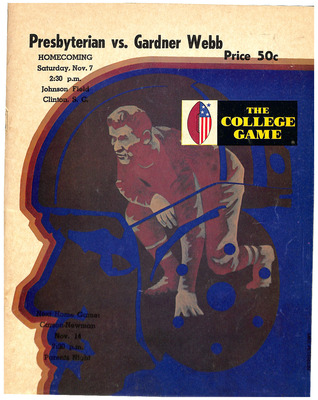 Presbyterian vs. Gardner Webb
HOMECOMING
Saturday, Nov. 7
2:30 p.m.
Johnson Field
Clinton, S. C.
Price 50c
THE
COLLEGE
GAME
Next Home Game:
Carson-Newman
Nov. 14
7:30 p.m.
Parents Night